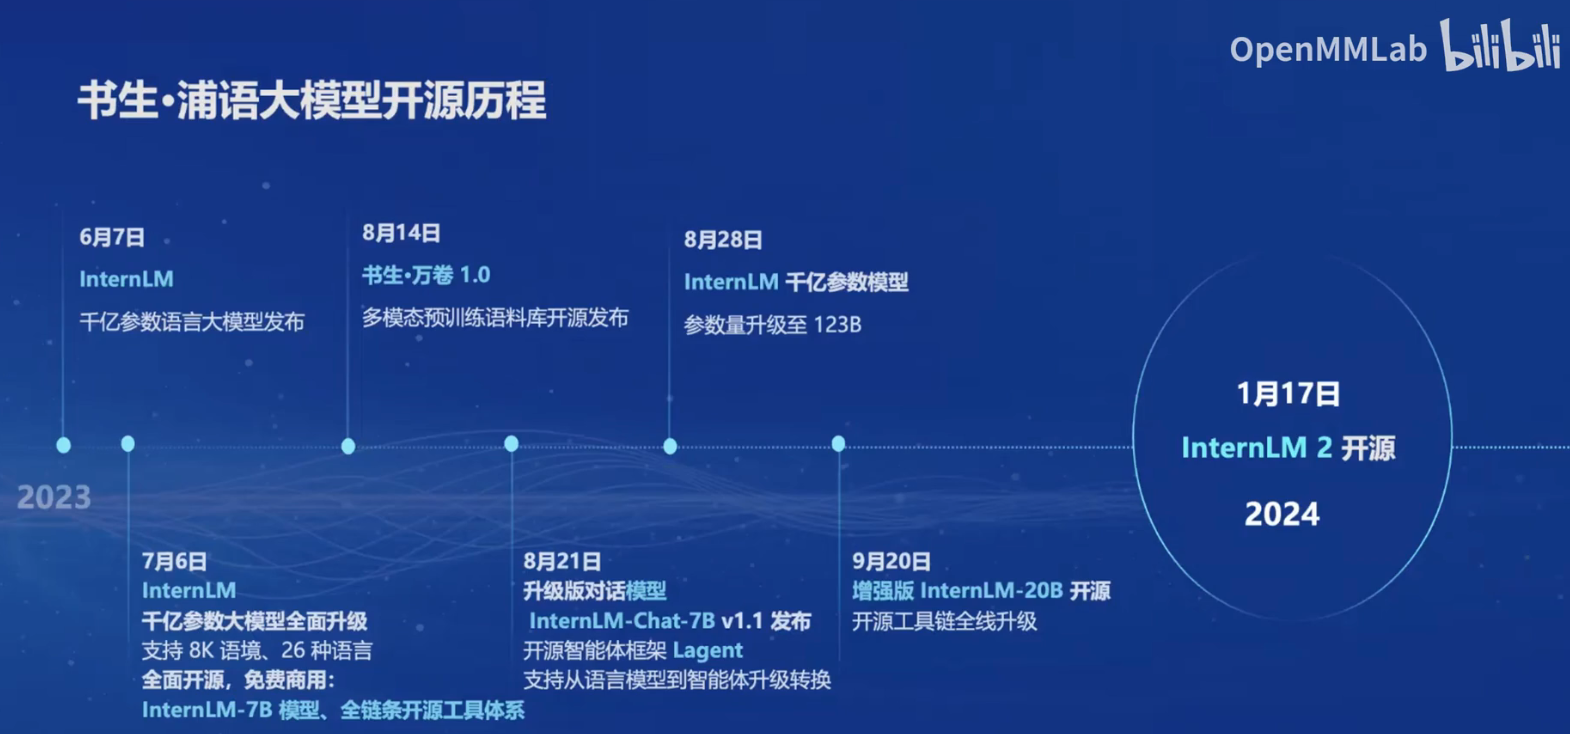 OpenMMLab bilibili
书生·浦语大模型开源历程
6月7日
InternLM
千亿参数语言大模型发布
8月14日
书生·万卷 1.0
多模态预训练语料库开源发布
8月28日
InternLM 千亿参数模型
参数量升级至 123B
1月17日
InternLM 2 开源
2024
2023
7月6日
InternLM
千亿参数大模型全面升级
支持 8K 语境、26 种语言
全面开源，免费商用：
InternLM-7B 模型、全链条开源工具体系
8月21日
升级版对话模型
InternLM-Chat-7B v1.1 发布
开源智能体框架 Lagent
支持从语言模型到智能体升级转换
9月20日
增强版 InternLM-20B 开源
开源工具链全线升级